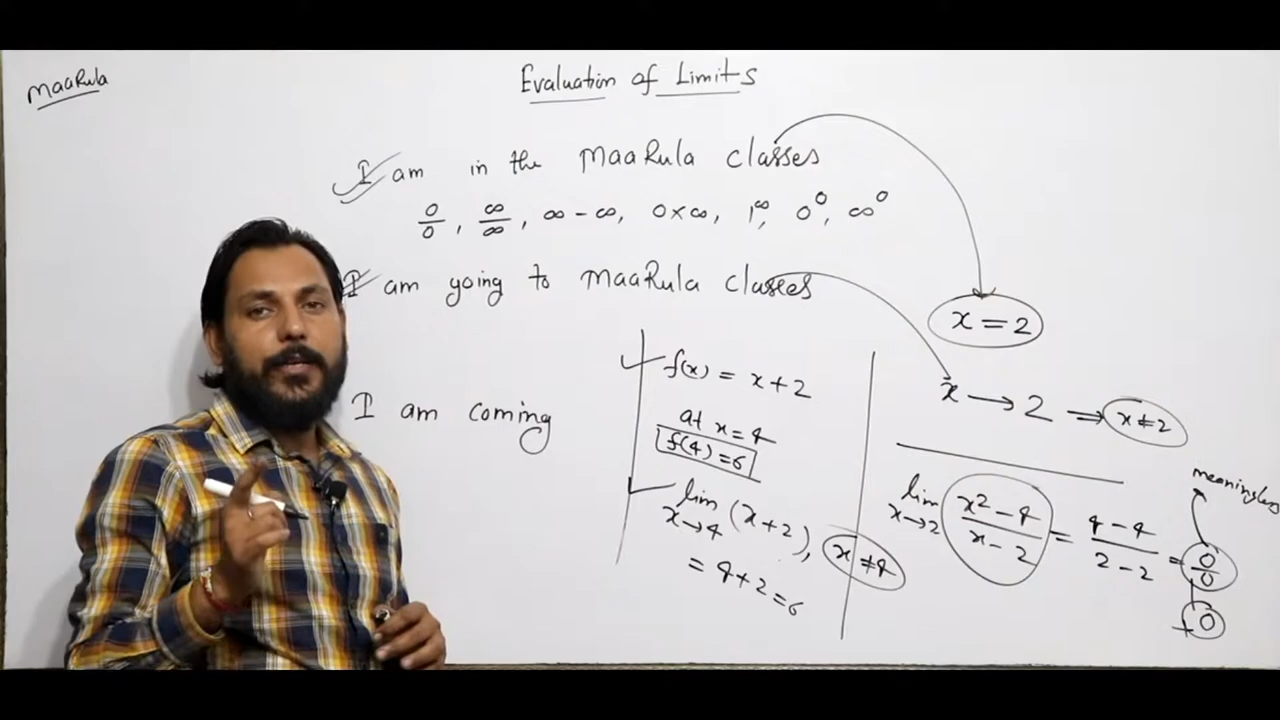 MaaRula
Evaluation of Limits
I am in the MaaRula classes
0/0, ∞/∞, ∞ - ∞, 0×∞, 1^∞, 0^0, ∞^0
I am going to MaaRula classes
x = 2
I am coming
f(x) = x + 2
at x = 4
f(4) = 6
lim x→4 (x+2), x ≠ 4
= 4+2 = 6
x → 2 ⇒ x ≠ 2
lim x→2 x² - 4 / x - 2 = 4 - 4 / 2 - 2 = 0/0
meaningless
≠ 0